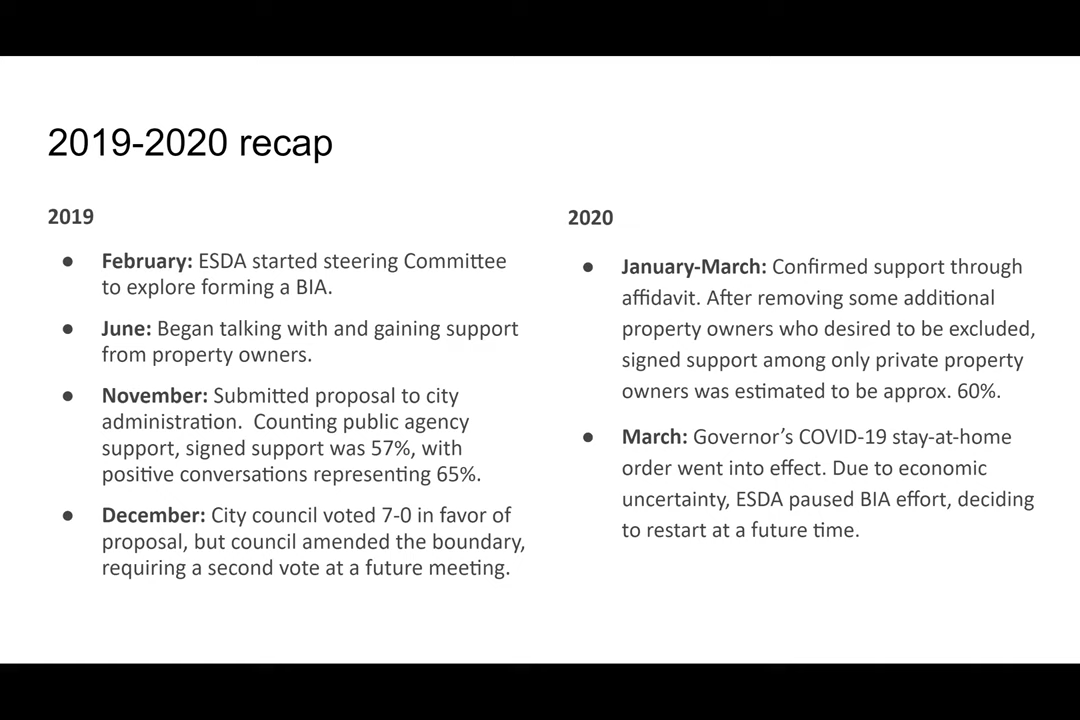 2019-2020 recap
2019
● February: ESDA started steering Committee
to explore forming a BIA.
● June: Began talking with and gaining support
from property owners.
● November: Submitted proposal to city
administration.  Counting public agency
support, signed support was 57%, with
positive conversations representing 65%.
● December: City council voted 7-0 in favor of
proposal, but council amended the boundary,
requiring a second vote at a future meeting.
2020
● January-March: Confirmed support through
affidavit. After removing some additional
property owners who desired to be excluded,
signed support among only private property
owners was estimated to be approx. 60%.
● March: Governor’s COVID-19 stay-at-home
order went into effect. Due to economic
uncertainty, ESDA paused BIA effort, deciding
to restart at a future time.